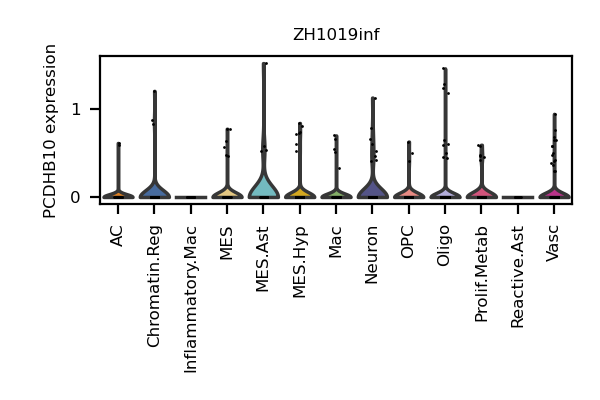 ZH1019inf
PCDHB10 expression
1
0
AC
Chromatin.Reg
Inflammatory.Mac
MES
MES.Ast
MES.Hyp
Mac
Neuron
OPC
Oligo
Prolif.Metab
Reactive.Ast
Vasc